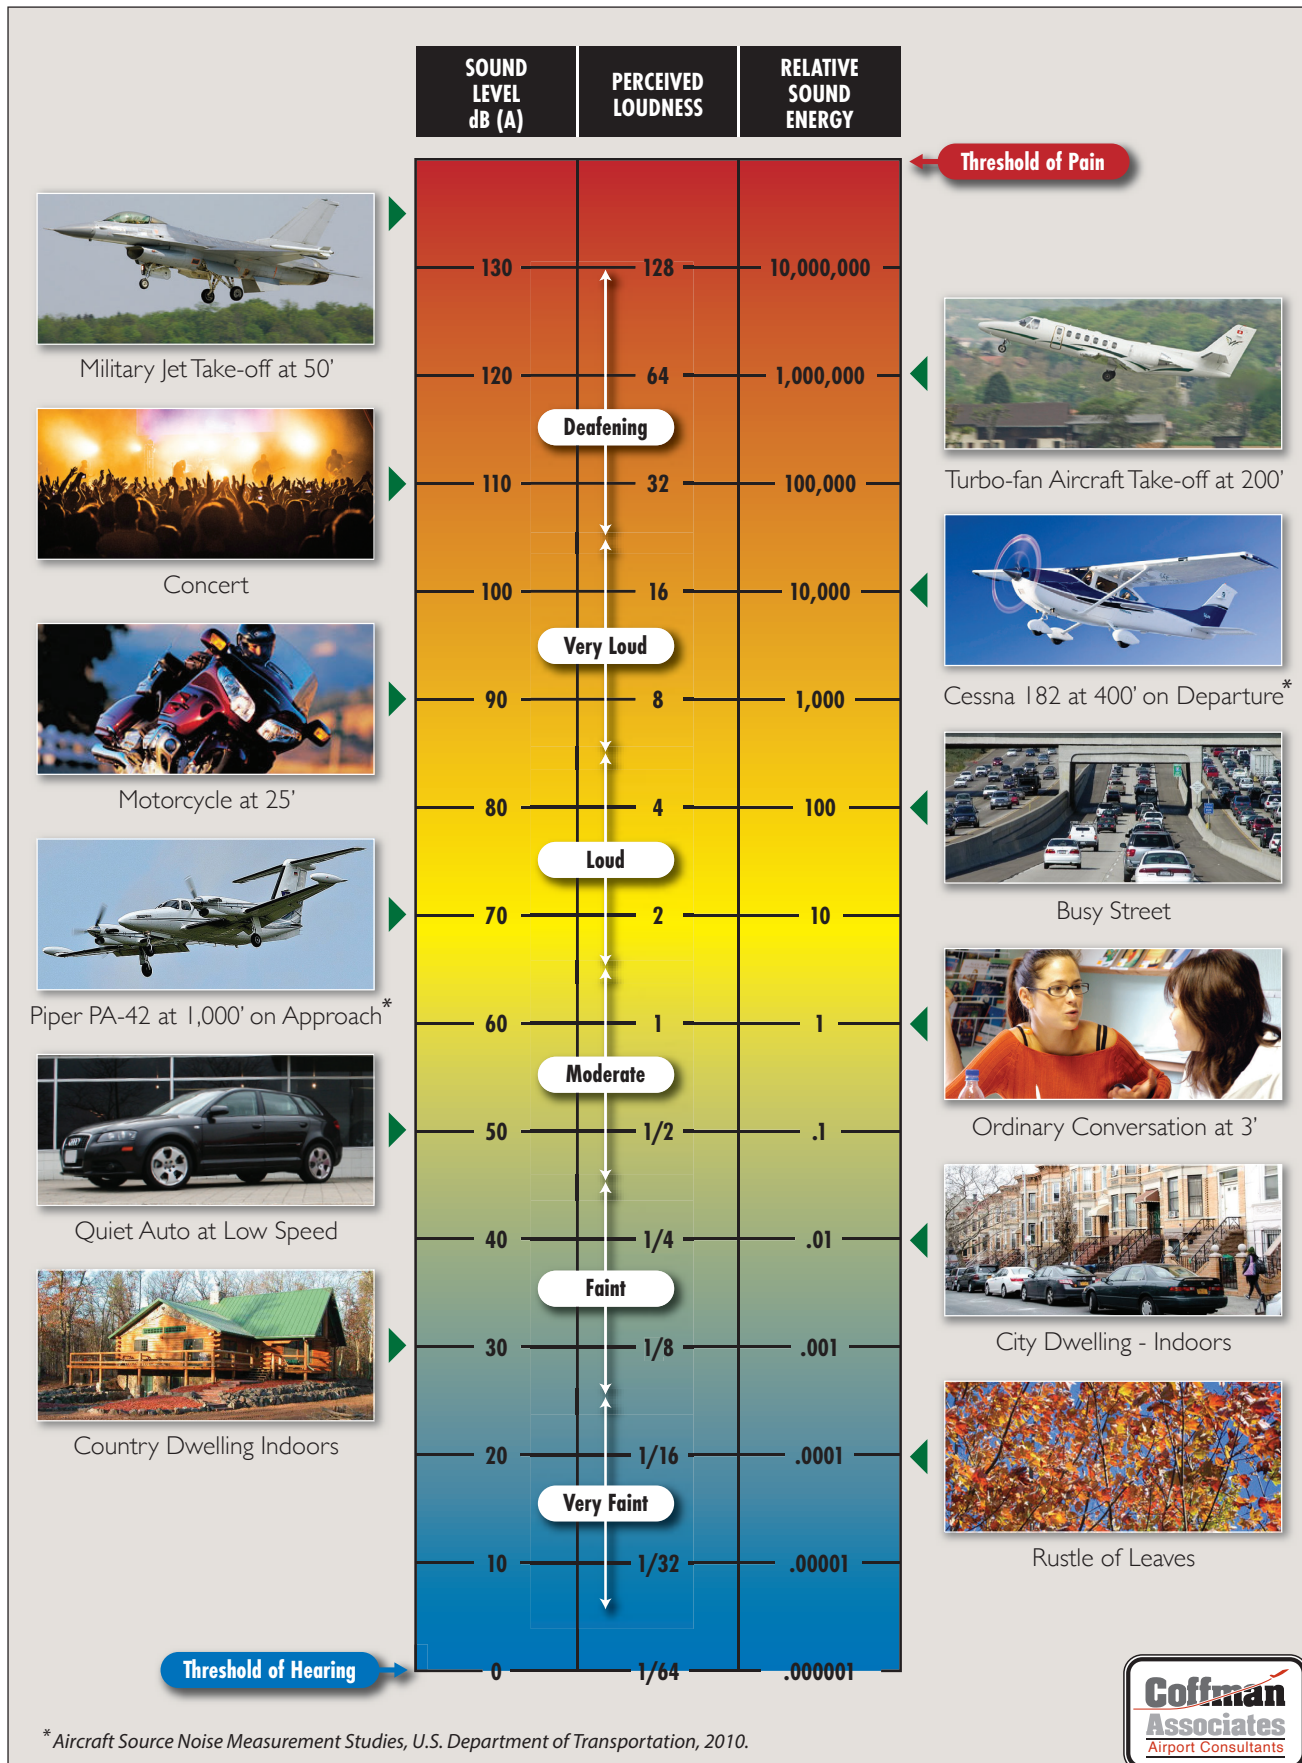 SOUND
LEVEL
dB (A)
PERCEIVED
LOUDNESS
RELATIVE
SOUND
ENERGY
Threshold of Pain
130 128 10,000,000
Military Jet Take-off at 50'
120 64 1,000,000
Deafening
Turbo-fan Aircraft Take-off at 200'
110 32 100,000
Concert
100 16 10,000
Very Loud
Cessna 182 at 400' on Departure*
90 8 1,000
Motorcycle at 25'
80 4 100
Loud
Busy Street
70 2 10
Piper PA-42 at 1,000' on Approach*
60 1 1
Moderate
Ordinary Conversation at 3'
50 1/2 .1
Quiet Auto at Low Speed
40 1/4 .01
Faint
City Dwelling - Indoors
30 1/8 .001
Country Dwelling Indoors
20 1/16 .0001
Very Faint
Rustle of Leaves
10 1/32 .00001
Threshold of Hearing
0 1/64 .000001
*Aircraft Source Noise Measurement Studies, U.S. Department of Transportation, 2010.
Coffman
Associates
Airport Consultants